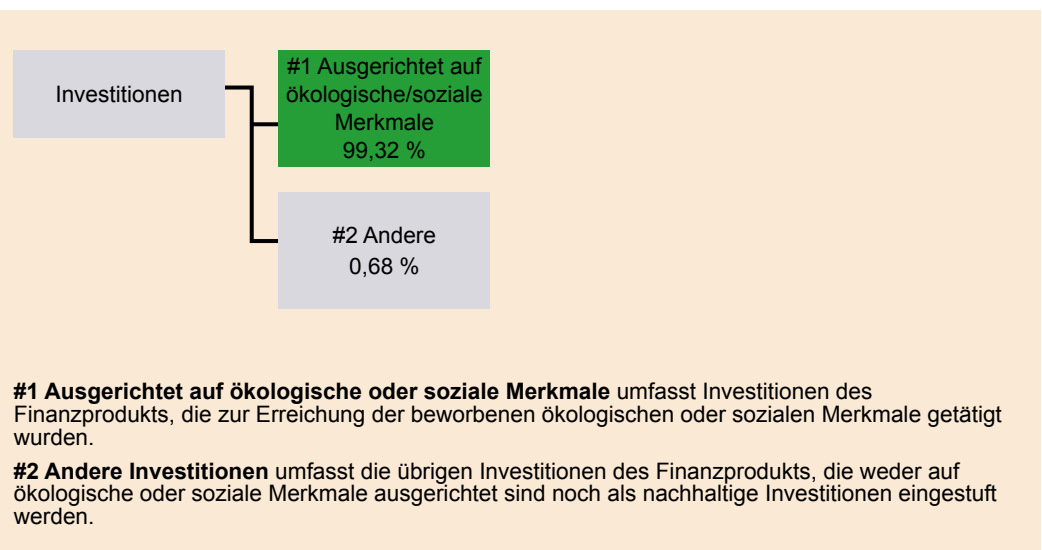 Investitionen
#1 Ausgerichtet auf
ökologische/soziale
Merkmale
99,32 %
#2 Andere
0,68 %
#1 Ausgerichtet auf ökologische oder soziale Merkmale umfasst Investitionen des
Finanzprodukts, die zur Erreichung der beworbenen ökologischen oder sozialen Merkmale getätigt
wurden.
#2 Andere Investitionen umfasst die übrigen Investitionen des Finanzprodukts, die weder auf
ökologische oder soziale Merkmale ausgerichtet sind noch als nachhaltige Investitionen eingestuft
werden.